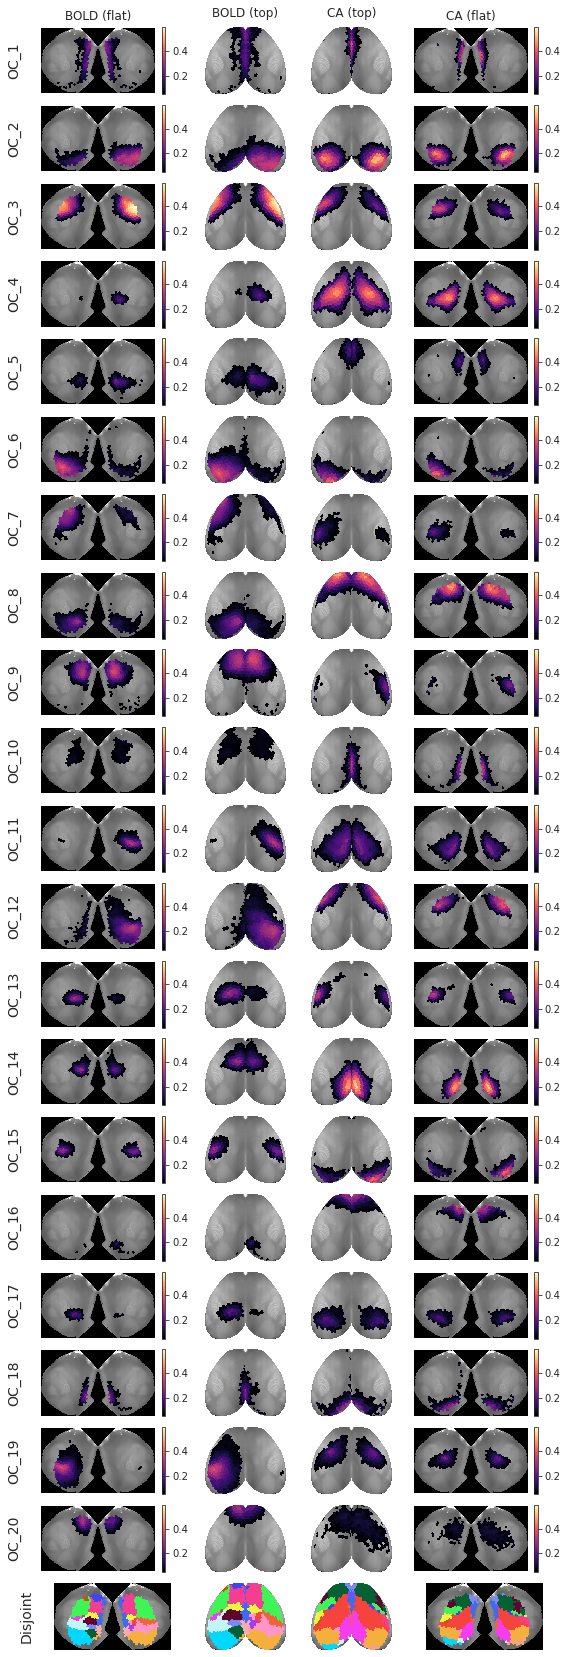 BOLD (flat) BOLD (top) CA (top) CA (flat)
OC_1 0.4 0.2 0.4 0.2
OC_2 0.4 0.2 0.4 0.2
OC_3 0.4 0.2 0.4 0.2
OC_4 0.4 0.2 0.4 0.2
OC_5 0.4 0.2 0.4 0.2
OC_6 0.4 0.2 0.4 0.2
OC_7 0.4 0.2 0.4 0.2
OC_8 0.4 0.2 0.4 0.2
OC_9 0.4 0.2 0.4 0.2
OC_10 0.4 0.2 0.4 0.2
OC_11 0.4 0.2 0.4 0.2
OC_12 0.4 0.2 0.4 0.2
OC_13 0.4 0.2 0.4 0.2
OC_14 0.4 0.2 0.4 0.2
OC_15 0.4 0.2 0.4 0.2
OC_16 0.4 0.2 0.4 0.2
OC_17 0.4 0.2 0.4 0.2
OC_18 0.4 0.2 0.4 0.2
OC_19 0.4 0.2 0.4 0.2
OC_20 0.4 0.2 0.4 0.2
Disjoint